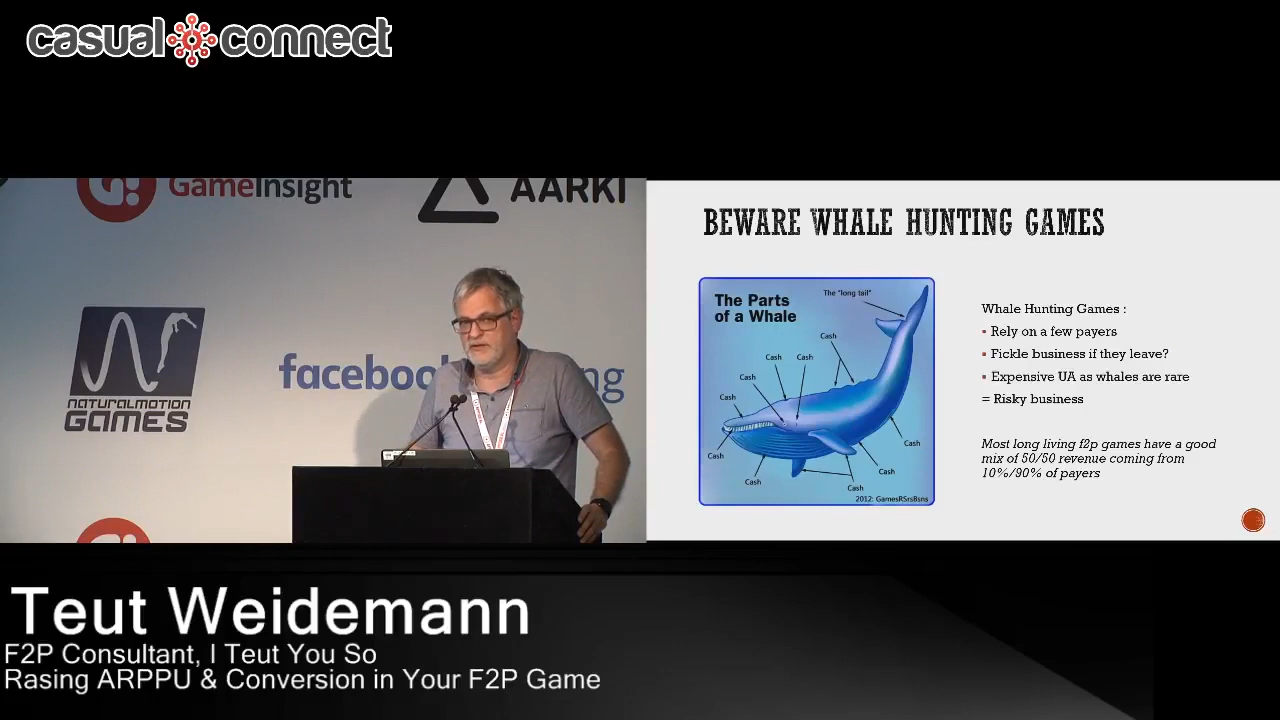 casual connect
GameInsight
AARKI
NATURALMOTION
GAMES
facebook
ng
BEWARE WHALE HUNTING GAMES
The Parts
of a Whale
The "long tail"
Cash
Cash
Cash
Cash
Cash
Cash
Cash
Cash
Cash
Cash
Cash
2012: GamesRSrsBsns
Whale Hunting Games :
▪ Rely on a few payers
▪ Fickle business if they leave?
▪ Expensive UA as whales are rare
= Risky business
Most long living f2p games have a good
mix of 50/50 revenue coming from
10%/90% of payers
Teut Weidemann
F2P Consultant, I Teut You So
Rasing ARPPU & Conversion in Your F2P Game